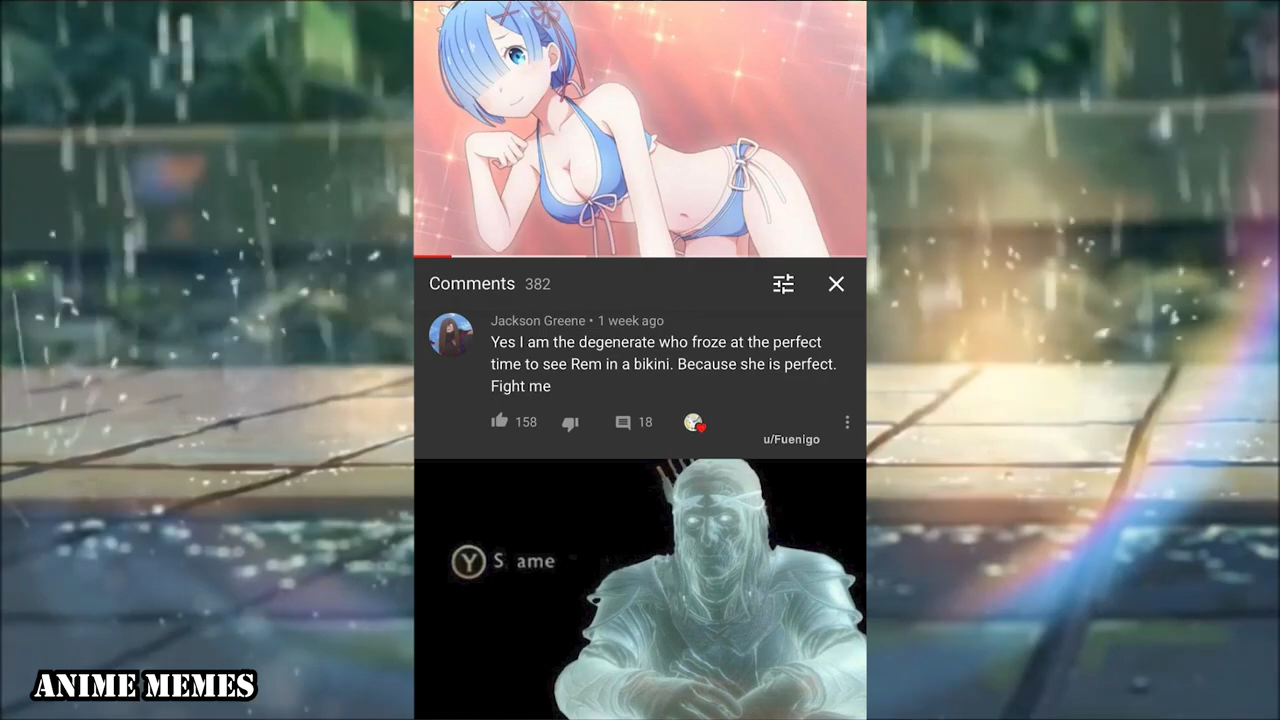 Comments 382
Jackson Greene • 1 week ago
Yes I am the degenerate who froze at the perfect
time to see Rem in a bikini. Because she is perfect.
Fight me
158 18
u/Fuenigo
Y S ame
ANIME MEMES